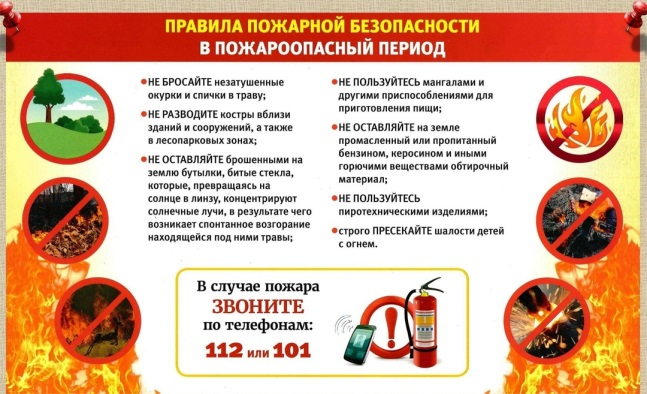 ПРАВИЛА ПОЖАРНОЙ БЕЗОПАСНОСТИ
В ПОЖАРООПАСНЫЙ ПЕРИОД
•НЕ БРОСАЙТЕ незатушенные
окурки и спички в траву;
•НЕ РАЗВОДИТЕ костры вблизи
зданий и сооружений, а также
в лесопарковых зонах;
•НЕ ОСТАВЛЯЙТЕ брошенными на
землю бутылки, битые стекла,
которые, превращаясь на
солнце в линзу, концентрируют
солнечные лучи, в результате чего
возникает спонтанное возгорание
находящейся под ними травы;
•НЕ ПОЛЬЗУЙТЕСЬ мангалами и
другими приспособлениями для
приготовления пищи;
•НЕ ОСТАВЛЯЙТЕ на земле
промасленный или пропитанный
бензином, керосином и иными
горючими веществами обтирочный
материал;
•НЕ ПОЛЬЗУЙТЕСЬ
пиротехническими изделиями;
•строго ПРЕСЕКАЙТЕ шалости детей
с огнем.
В случае пожара
ЗВОНИТЕ
по телефонам:
112 или 101